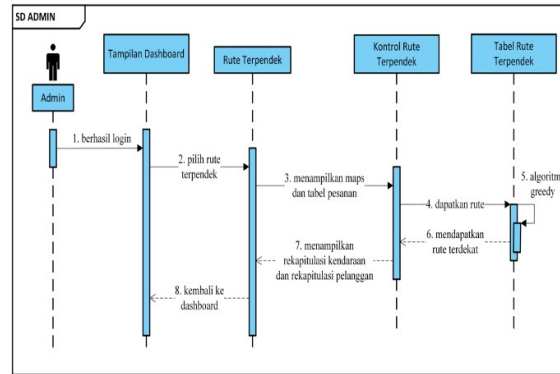 SD ADMIN
Admin
Tampilan Dashboard
Rute Terpendek
Kontrol Rute
Terpendek
Tabel Rute
Terpendek
1. berhasil login
2. pilih rute
terpendek
3. menampilkan maps
dan tabel pesanan
4. dapatkan rute
5. algoritm
greedy
6. mendapatkan
rute terdekat
7. menampilkan
rekapitulasi kendaraan
dan rekapitulasi pelanggan
8. kembali ke
dashboard